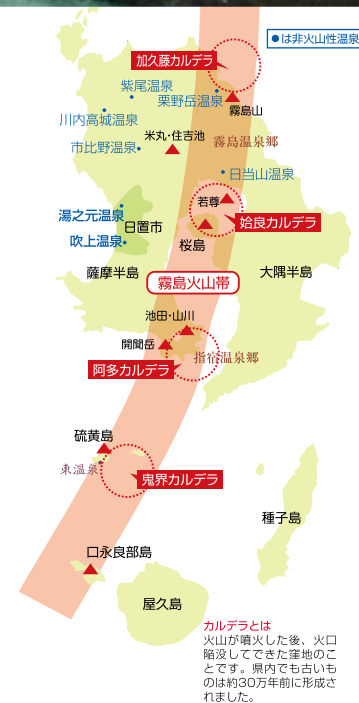 ●は非火山性温泉
加久藤カルデラ
紫尾温泉
栗野岳温泉
霧島山
川内高城温泉
米丸・住吉池
霧島温泉郷
市比野温泉
日当山温泉
若尊
湯之元温泉
日置市
姶良カルデラ
吹上温泉
桜島
薩摩半島
大隅半島
霧島火山帯
池田・山川
開聞岳
指宿温泉郷
阿多カルデラ
硫黄島
東温泉
鬼界カルデラ
種子島
口永良部島
屋久島
カルデラとは
火山が噴火した後、火口
陥没してできた窪地のこ
とです。県内でも古いも
のは約30万年前に形成さ
れました。